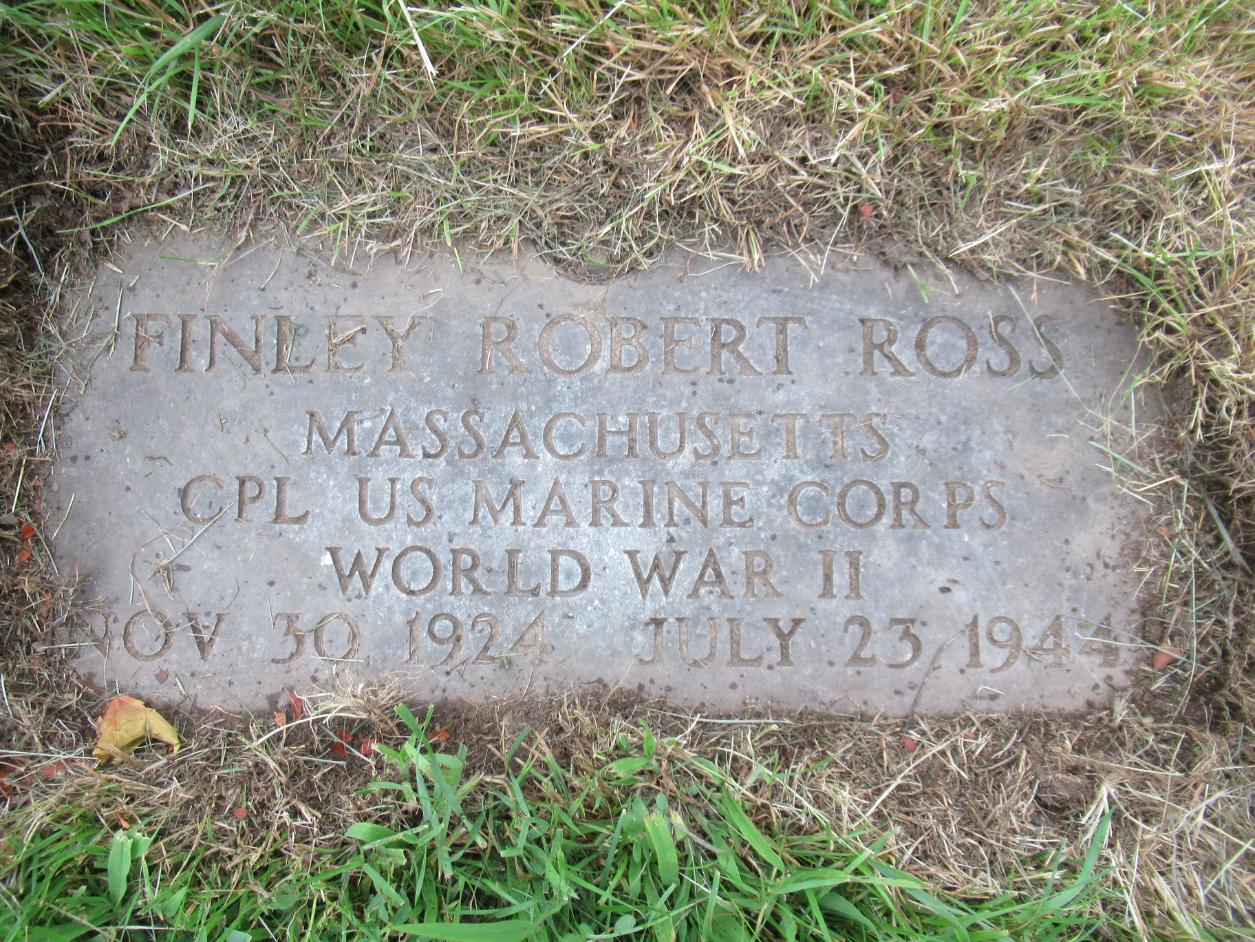 FINLEY ROBERT ROSS
MASSACHUSETTS
CPL US MARINE CORPS
WORLD WAR II
NOV 30 1924 JULY 23 1944